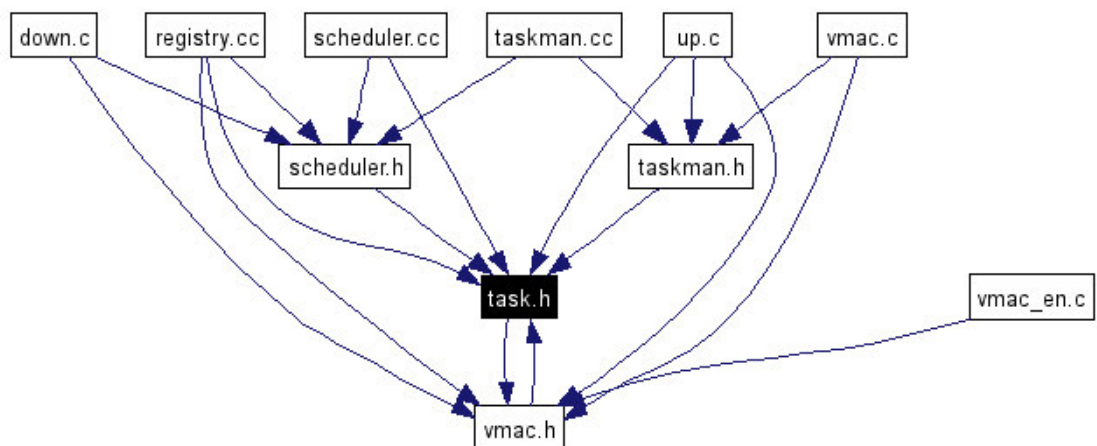 down.c
registry.cc
scheduler.cc
taskman.cc
up.c
vmac.c
scheduler.h
taskman.h
task.h
vmac_en.c
vmac.h